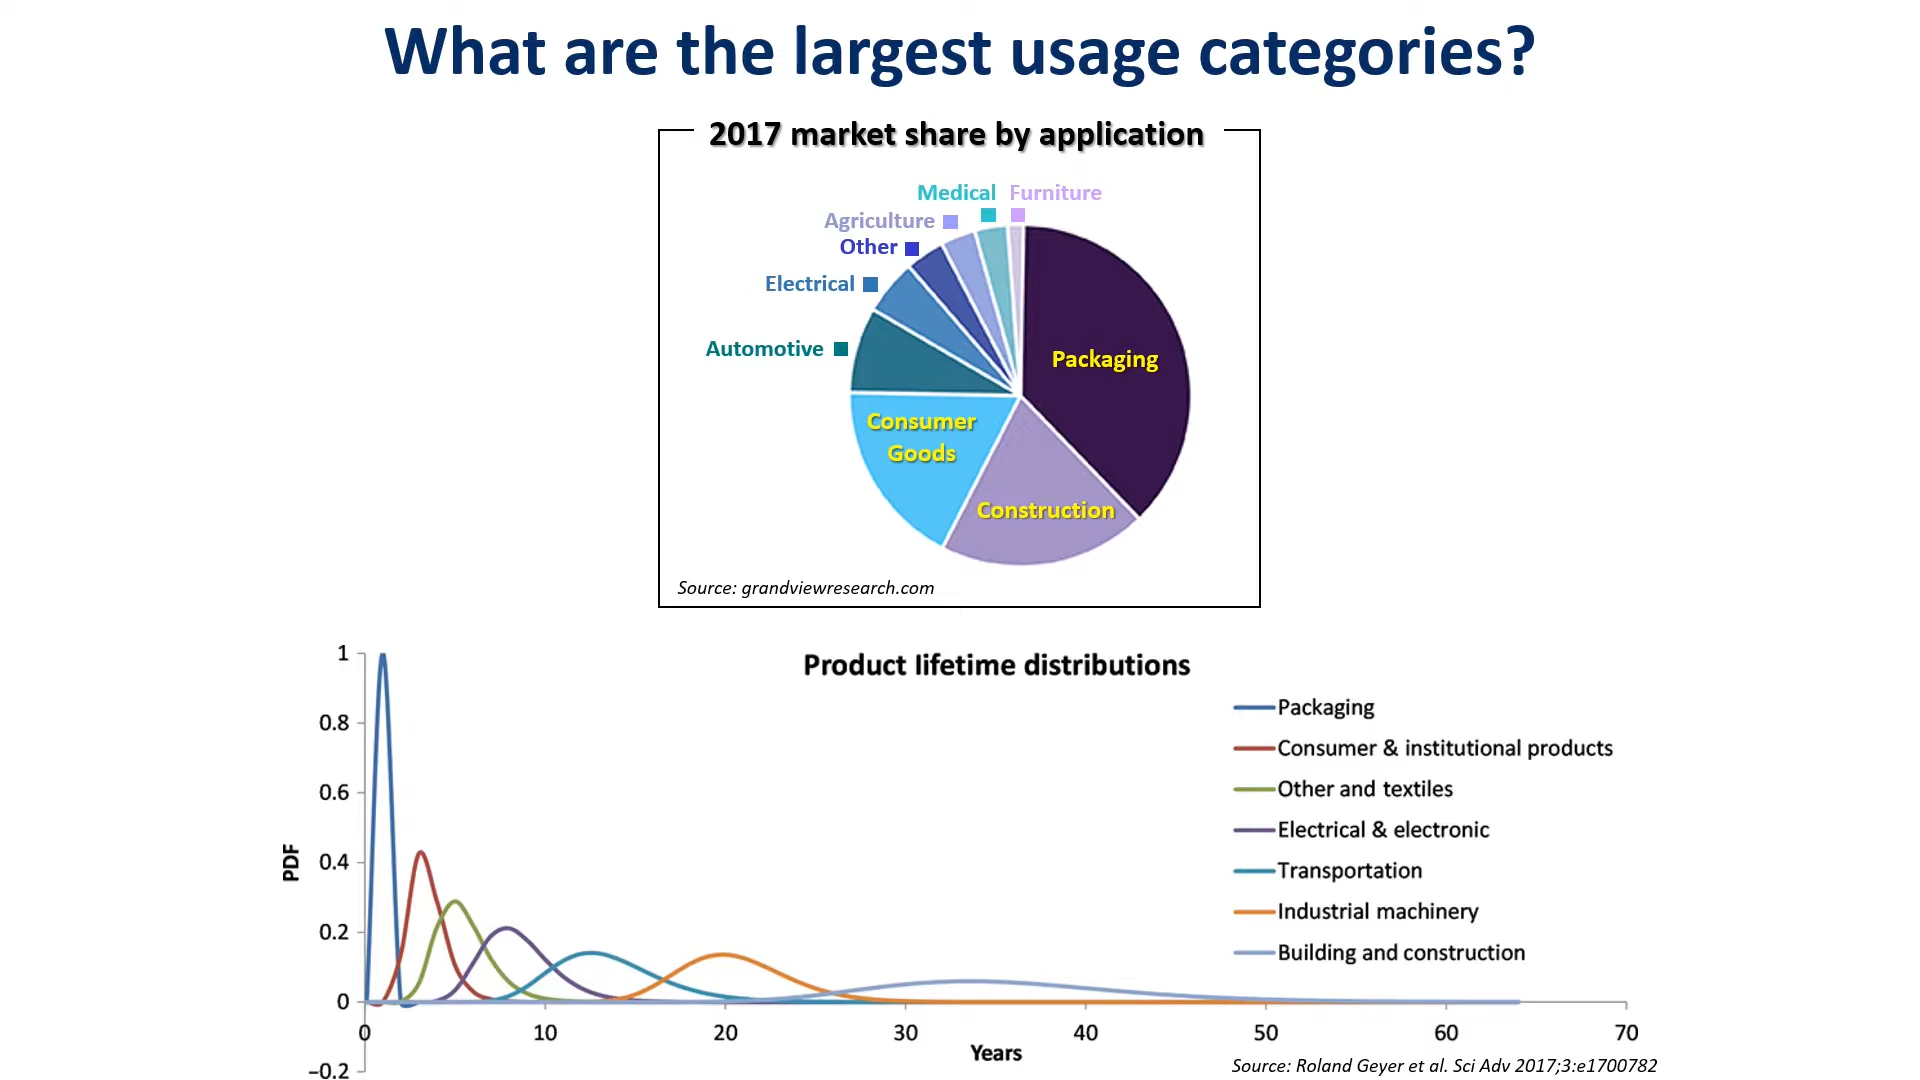 What are the largest usage categories?
2017 market share by application
Medical
Furniture
Agriculture
Other
Electrical
Automotive
Packaging
Consumer
Goods
Construction
Source: grandviewresearch.com
Product lifetime distributions
PDF
1
0.8
0.6
0.4
0.2
0
−0.2
0 10 20 30 40 50 60 70
Years
Packaging
Consumer & institutional products
Other and textiles
Electrical & electronic
Transportation
Industrial machinery
Building and construction
Source: Roland Geyer et al. Sci Adv 2017;3:e1700782